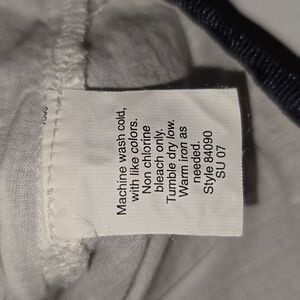 Machine wash cold,
with like colors.
Non chlorine
bleach only.
Tumble dry low.
Warm iron as
needed.
Style 84090
SU 07